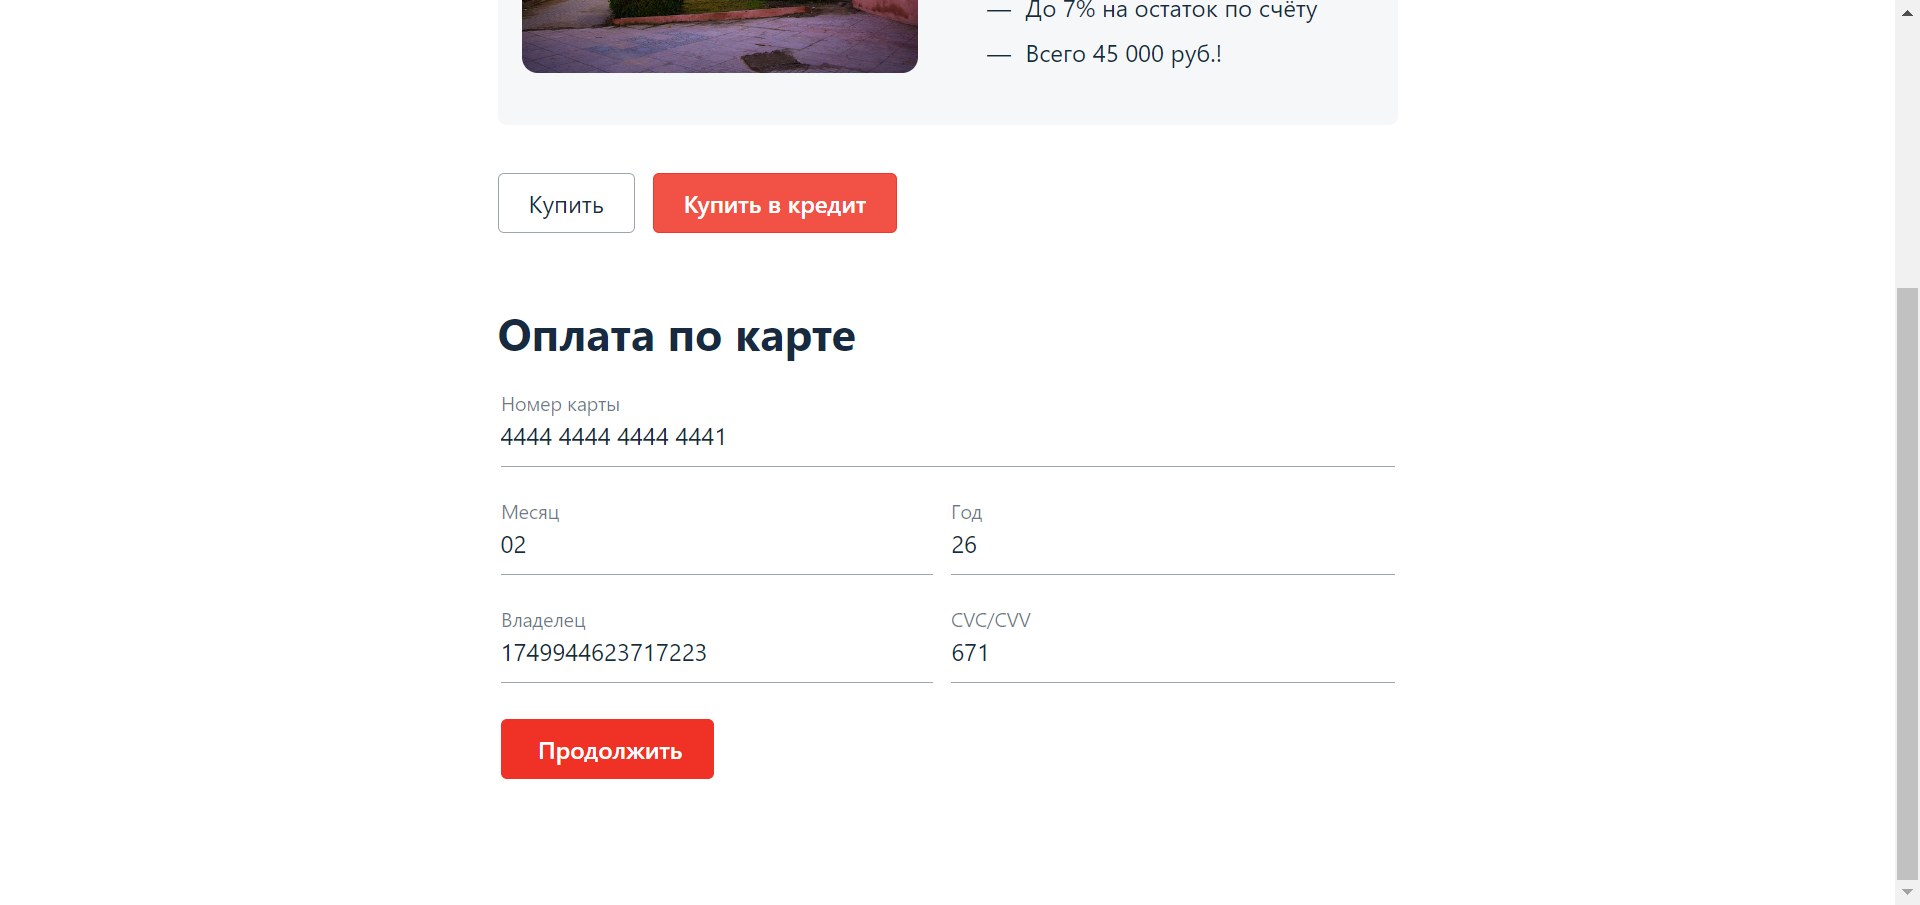 — До 7% на остаток по счёту
— Всего 45 000 руб.!
Купить
Купить в кредит
Оплата по карте
Номер карты
4444 4444 4444 4441
Месяц
Год
02
26
Владелец
CVC/CVV
1749944623717223
671
Продолжить